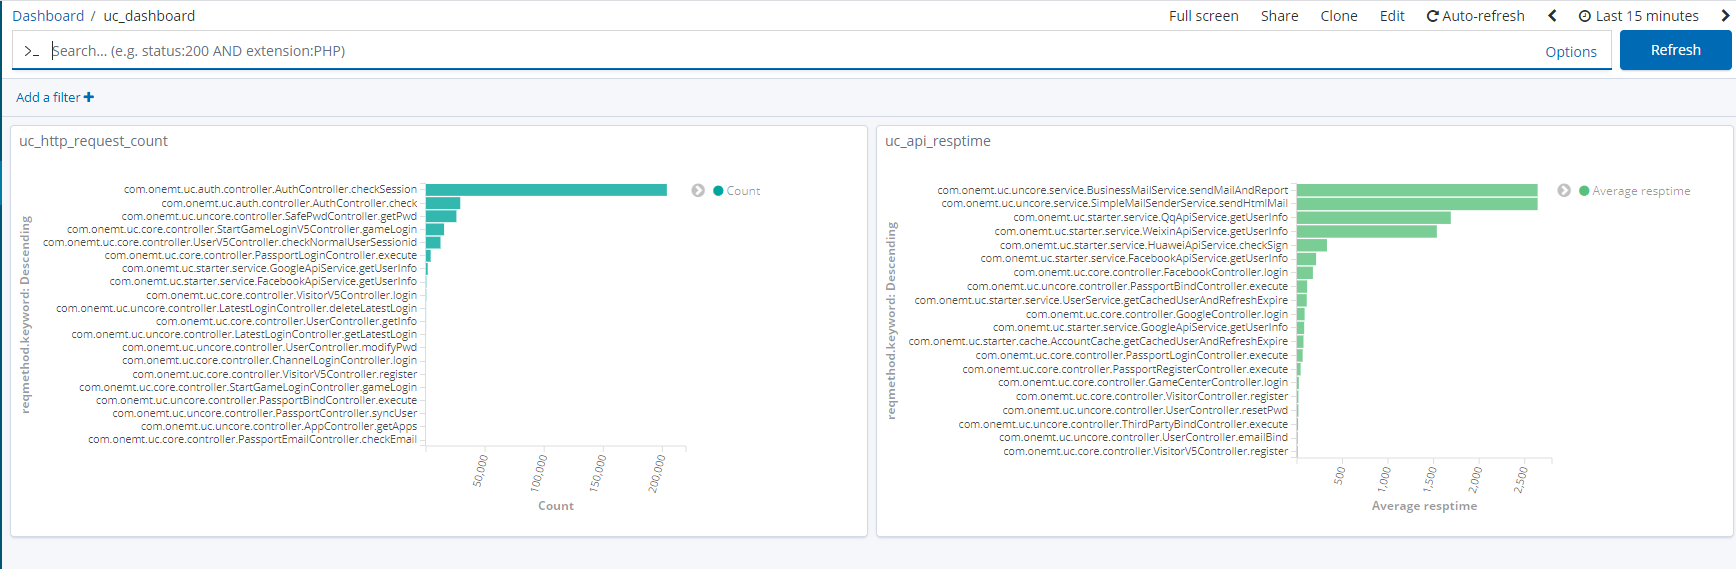 Dashboard / uc_dashboard
Full screen Share Clone Edit Auto-refresh Last 15 minutes
>_ Search... (e.g. status:200 AND extension:PHP) Options Refresh
Add a filter
uc_http_request_count
reqmethod.keyword: Descending
com.onemt.uc.auth.controller.AuthController.checkSession
com.onemt.uc.auth.controller.AuthController.check
com.onemt.uc.uncore.controller.SafePwdController.getPwd
com.onemt.uc.core.controller.StartGameLoginV5Controller.gameLogin
com.onemt.uc.core.controller.UserV5Controller.checkNormalUserSessionid
com.onemt.uc.core.controller.PassportLoginController.execute
com.onemt.uc.starter.service.GoogleApiService.getUserInfo
com.onemt.uc.starter.service.FacebookApiService.getUserInfo
com.onemt.uc.core.controller.VisitorV5Controller.login
com.onemt.uc.uncore.controller.LatestLoginController.deleteLatestLogin
com.onemt.uc.core.controller.UserController.getInfo
com.onemt.uc.uncore.controller.LatestLoginController.getLatestLogin
com.onemt.uc.uncore.controller.UserController.modifyPwd
com.onemt.uc.core.controller.ChannelLoginController.login
com.onemt.uc.core.controller.VisitorV5Controller.register
com.onemt.uc.core.controller.StartGameLoginController.gameLogin
com.onemt.uc.uncore.controller.PassportBindController.execute
com.onemt.uc.uncore.controller.PassportController.syncUser
com.onemt.uc.uncore.controller.AppController.getApps
com.onemt.uc.core.controller.PassportEmailController.checkEmail
50,000 100,000 150,000 200,000
Count
Count
uc_api_resptime
reqmethod.keyword: Descending
com.onemt.uc.uncore.service.BusinessMailService.sendMailAndReport
com.onemt.uc.uncore.service.SimpleMailSenderService.sendHtmlMail
com.onemt.uc.starter.service.QqApiService.getUserInfo
com.onemt.uc.starter.service.WeixinApiService.getUserInfo
com.onemt.uc.starter.service.HuaweiApiService.checkSign
com.onemt.uc.starter.service.FacebookApiService.getUserInfo
com.onemt.uc.core.controller.FacebookController.login
com.onemt.uc.uncore.controller.PassportBindController.execute
com.onemt.uc.starter.service.UserService.getCachedUserAndRefreshExpire
com.onemt.uc.core.controller.GoogleController.login
com.onemt.uc.starter.service.GoogleApiService.getUserInfo
com.onemt.uc.starter.cache.AccountCache.getCachedUserAndRefreshExpire
com.onemt.uc.core.controller.PassportLoginController.execute
com.onemt.uc.core.controller.PassportRegisterController.execute
com.onemt.uc.core.controller.GameCenterController.login
com.onemt.uc.core.controller.VisitorController.register
com.onemt.uc.uncore.controller.UserController.resetPwd
com.onemt.uc.uncore.controller.ThirdPartyBindController.execute
com.onemt.uc.uncore.controller.UserController.emailBind
com.onemt.uc.core.controller.VisitorV5Controller.register
500 1,000 1,500 2,000 2,500
Average resptime
Average resptime